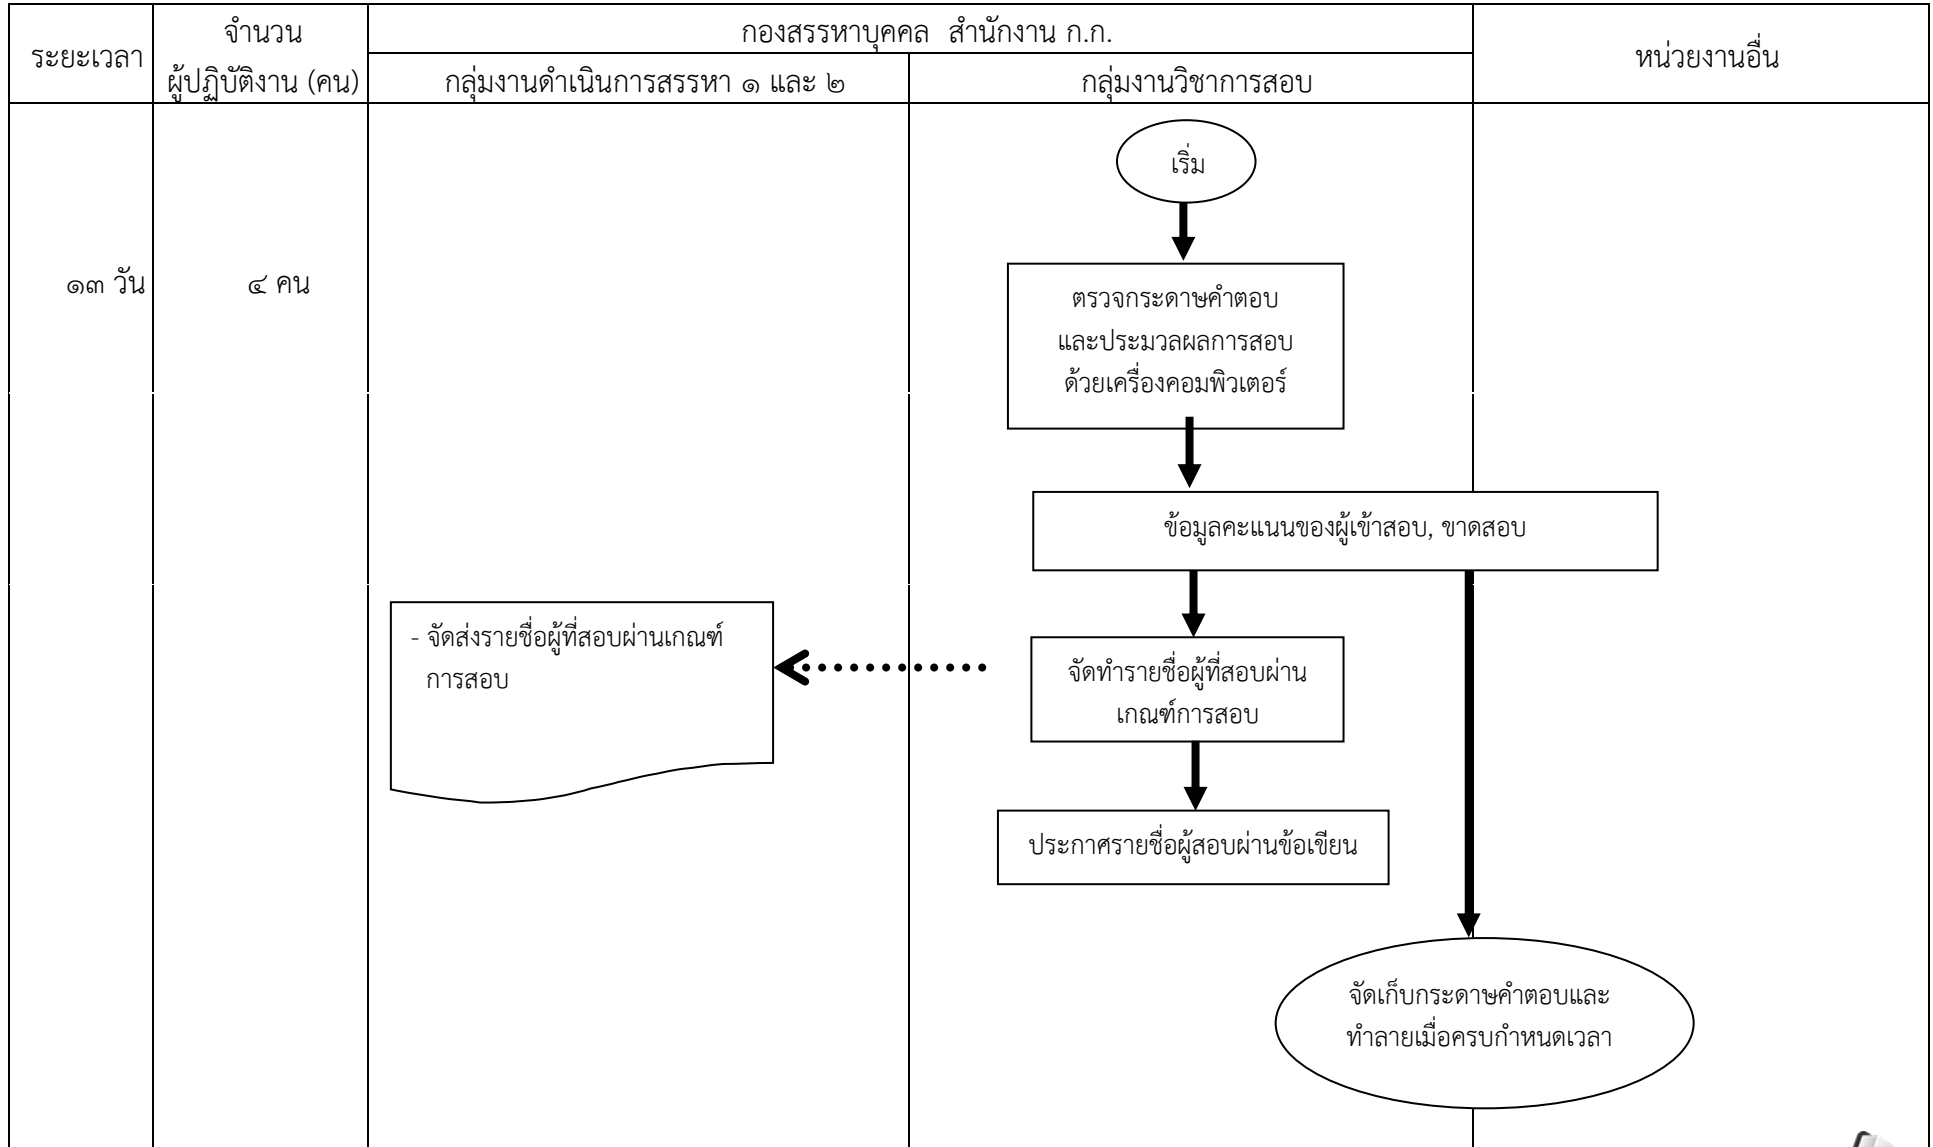 ระยะเวลา
จำนวน
ผู้ปฏิบัติงาน (คน)
กองสรรหาบุคคล สำนักงาน ก.ก.
กลุ่มงานดำเนินการสรรหา ๑ และ ๒
กลุ่มงานวิชาการสอบ
หน่วยงานอื่น
เริ่ม
๑๓ วัน
๔ คน
ตรวจกระดาษคำตอบ
และประมวลผลการสอบ
ด้วยเครื่องคอมพิวเตอร์
ข้อมูลคะแนนของผู้เข้าสอบ, ขาดสอบ
- จัดส่งรายชื่อผู้ที่สอบผ่านเกณฑ์
การสอบ
จัดทำรายชื่อผู้ที่สอบผ่าน
เกณฑ์การสอบ
ประกาศรายชื่อผู้สอบผ่านข้อเขียน
จัดเก็บกระดาษคำตอบและ
ทำลายเมื่อครบกำหนดเวลา